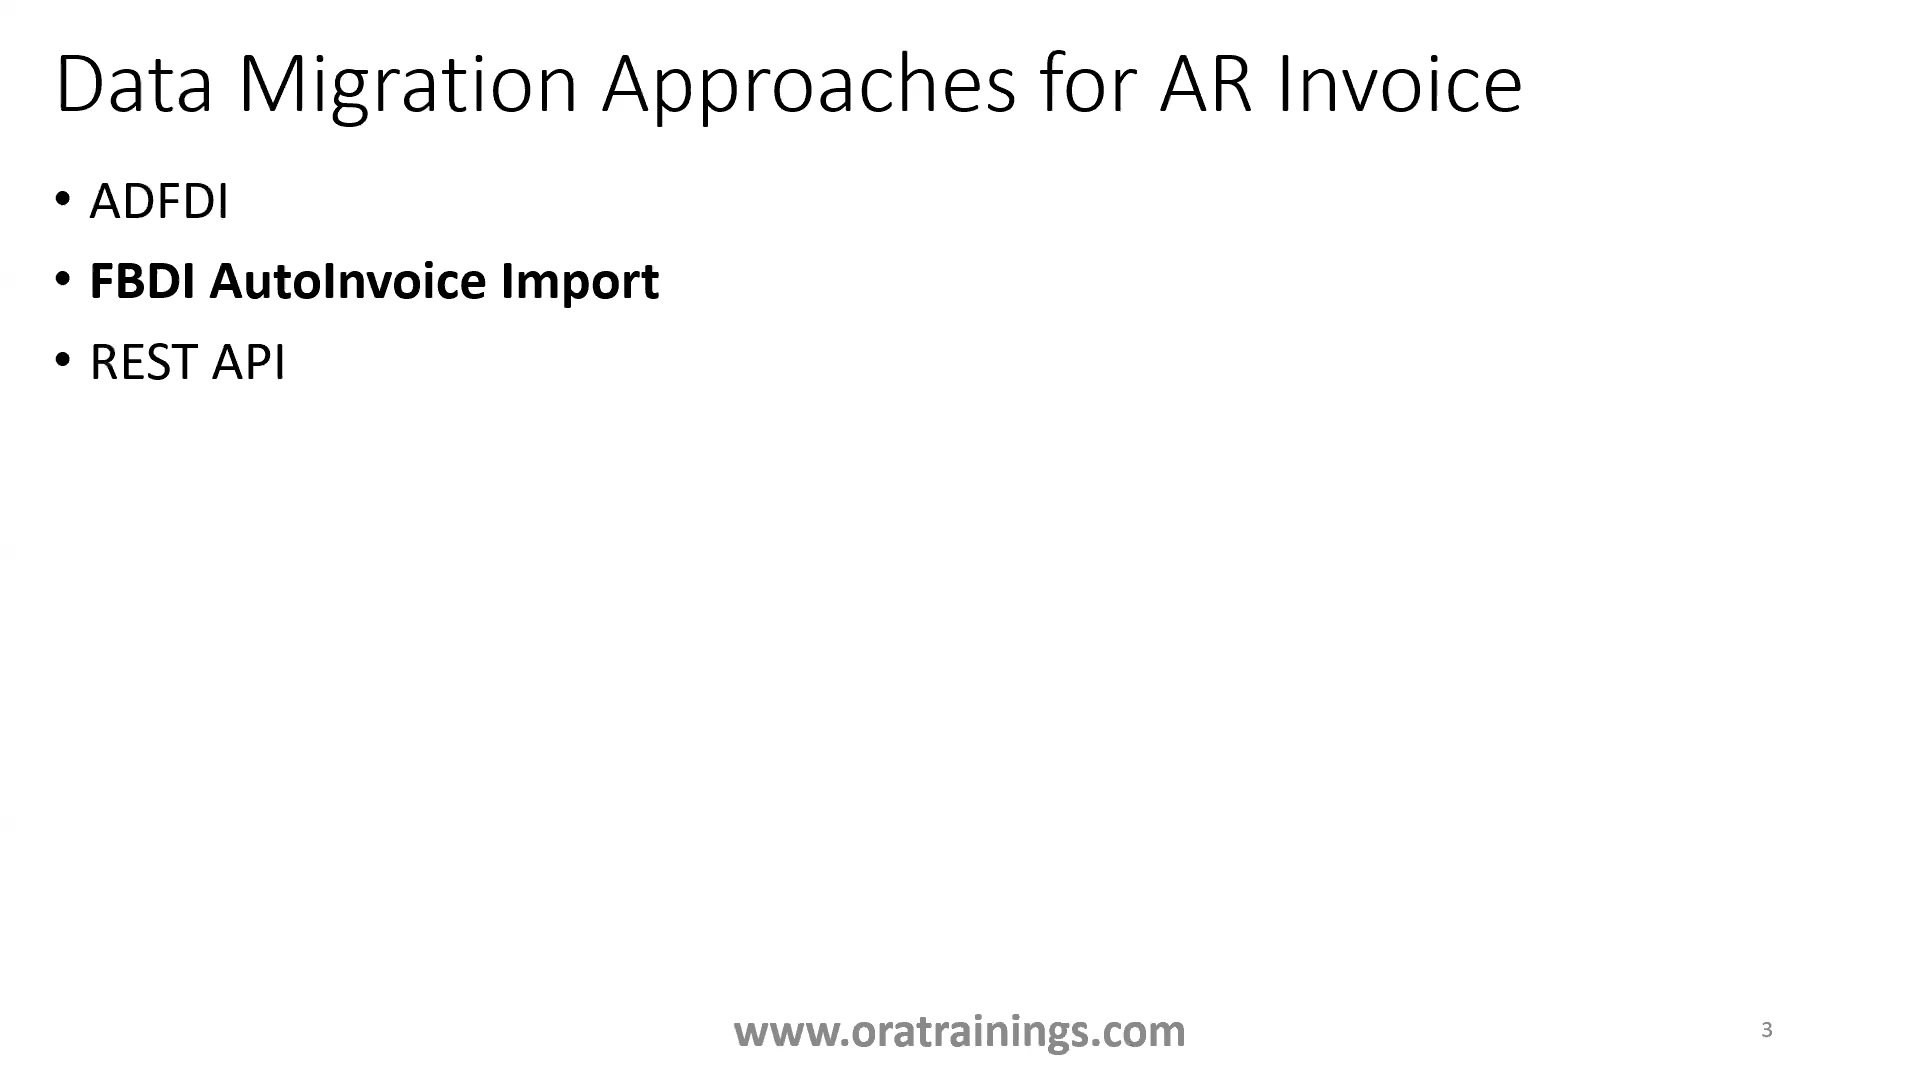 Data Migration Approaches for AR Invoice
• ADFDI
• FBDI AutoInvoice Import
• REST API
www.oratrainings.com
3